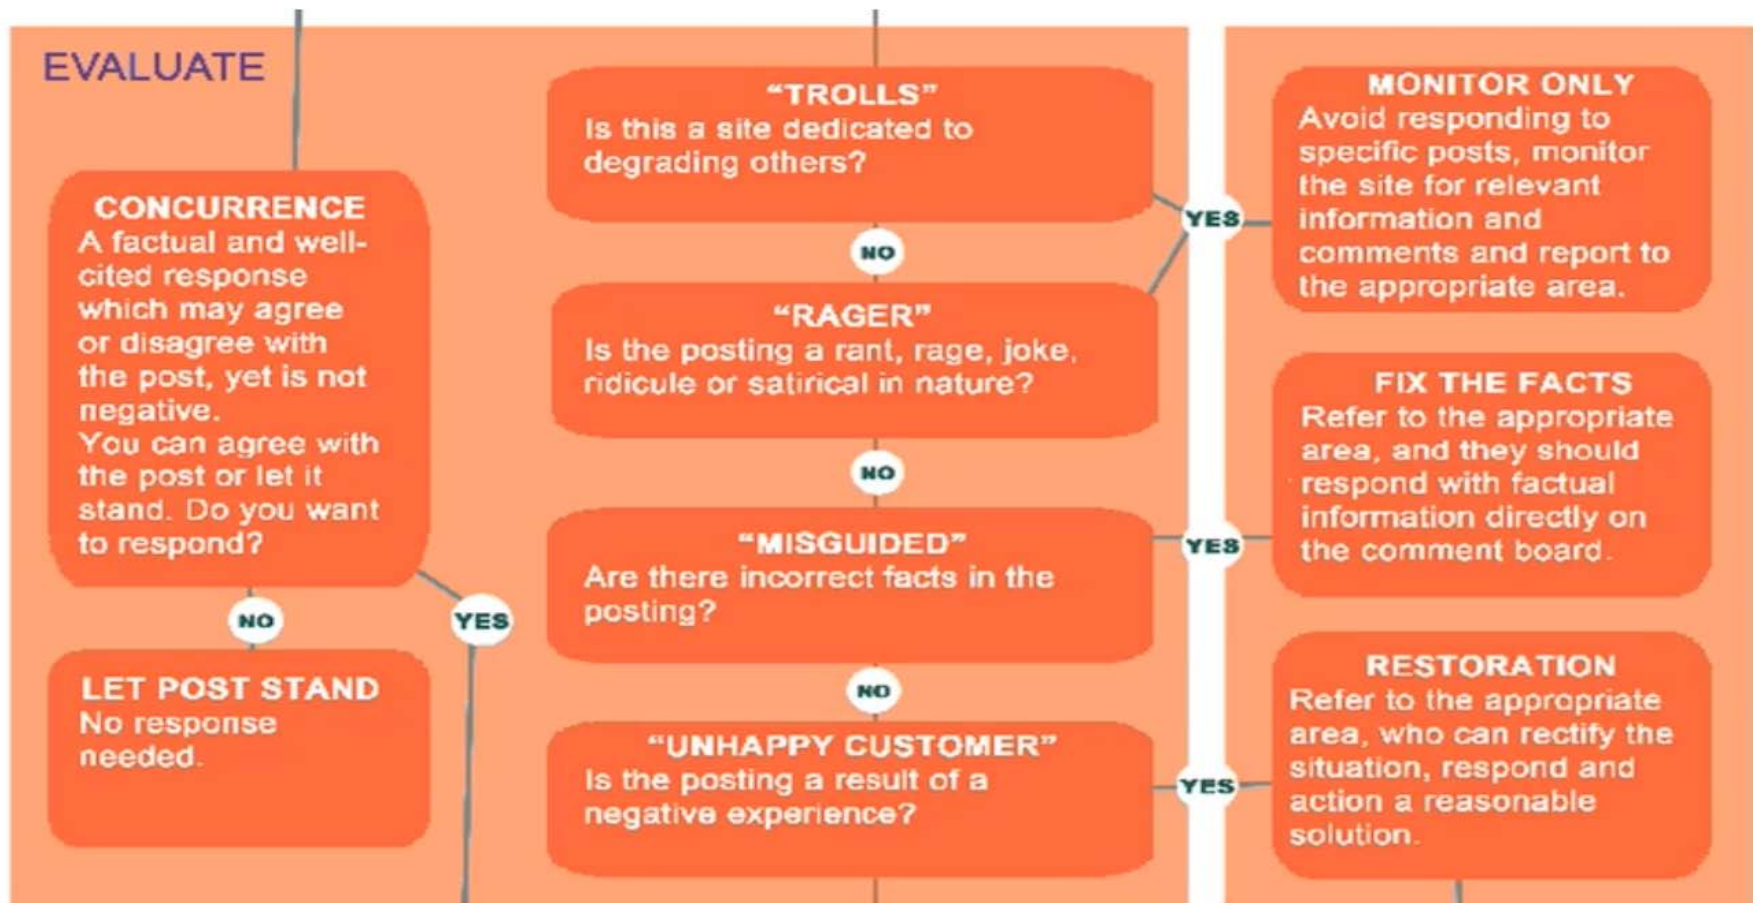 EVALUATE
CONCURRENCE
A factual and well-
cited response
which may agree
or disagree with
the post, yet is not
negative.
You can agree with
the post or let it
stand. Do you want
to respond?
NO
YES
LET POST STAND
No response
needed.
“TROLLS”
Is this a site dedicated to
degrading others?
YES
NO
“RAGER”
Is the posting a rant, rage, joke,
ridicule or satirical in nature?
NO
“MISGUIDED”
Are there incorrect facts in the
posting?
YES
NO
“UNHAPPY CUSTOMER”
Is the posting a result of a
negative experience?
YES
MONITOR ONLY
Avoid responding to
specific posts, monitor
the site for relevant
information and
comments and report to
the appropriate area.
FIX THE FACTS
Refer to the appropriate
area, and they should
respond with factual
information directly on
the comment board.
RESTORATION
Refer to the appropriate
area, who can rectify the
situation, respond and
action a reasonable
solution.